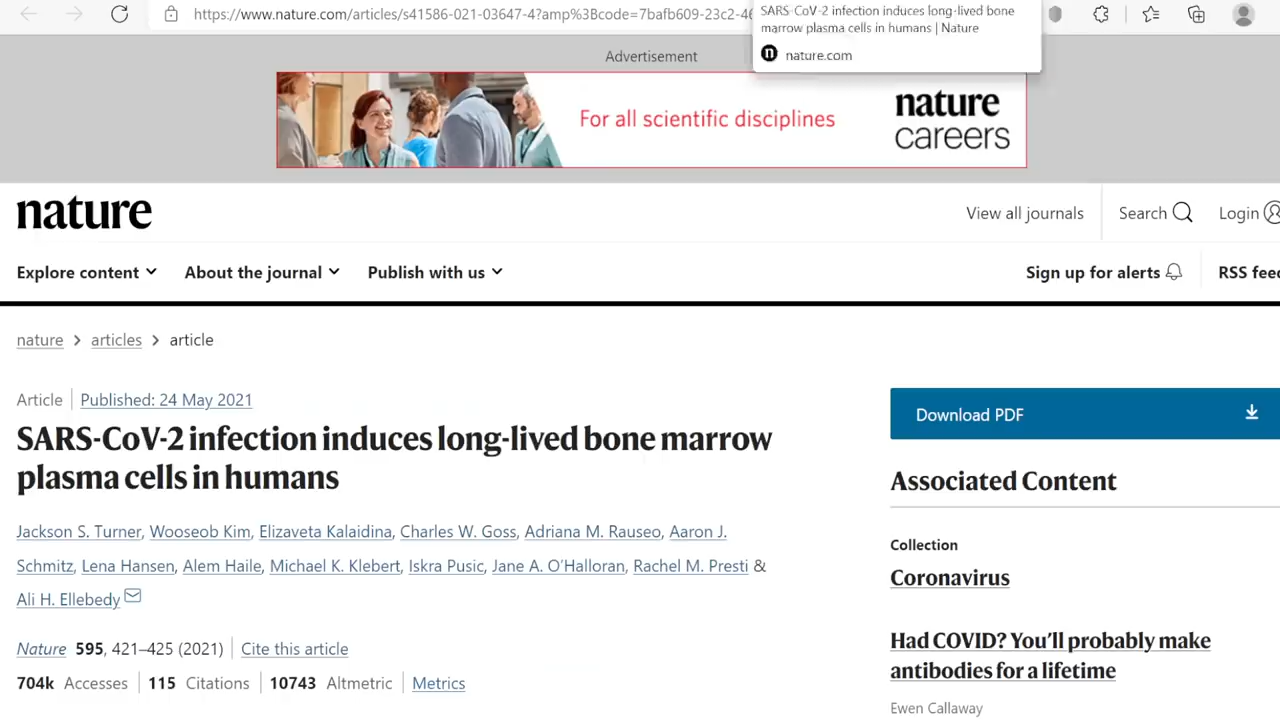 https://www.nature.com/articles/s41586-021-03647-4?amp%3Bcode=7bafb609-23c2-46
SARS-CoV-2 infection induces long-lived bone
marrow plasma cells in humans | Nature
n nature.com
Advertisement
For all scientific disciplines
nature
careers
nature
View all journals
Search
Login
Explore content
About the journal
Publish with us
Sign up for alerts
RSS feed
nature > articles > article
Article
Published: 24 May 2021
SARS-CoV-2 infection induces long-lived bone marrow
plasma cells in humans
Jackson S. Turner, Wooseob Kim, Elizaveta Kalaidina, Charles W. Goss, Adriana M. Rauseo, Aaron J.
Schmitz, Lena Hansen, Alem Haile, Michael K. Klebert, Iskra Pusic, Jane A. O'Halloran, Rachel M. Presti &
Ali H. Ellebedy
Nature 595, 421–425 (2021)
Cite this article
704k Accesses
115 Citations
10743 Altmetric
Metrics
Download PDF
Associated Content
Collection
Coronavirus
Had COVID? You'll probably make
antibodies for a lifetime
Ewen Callaway